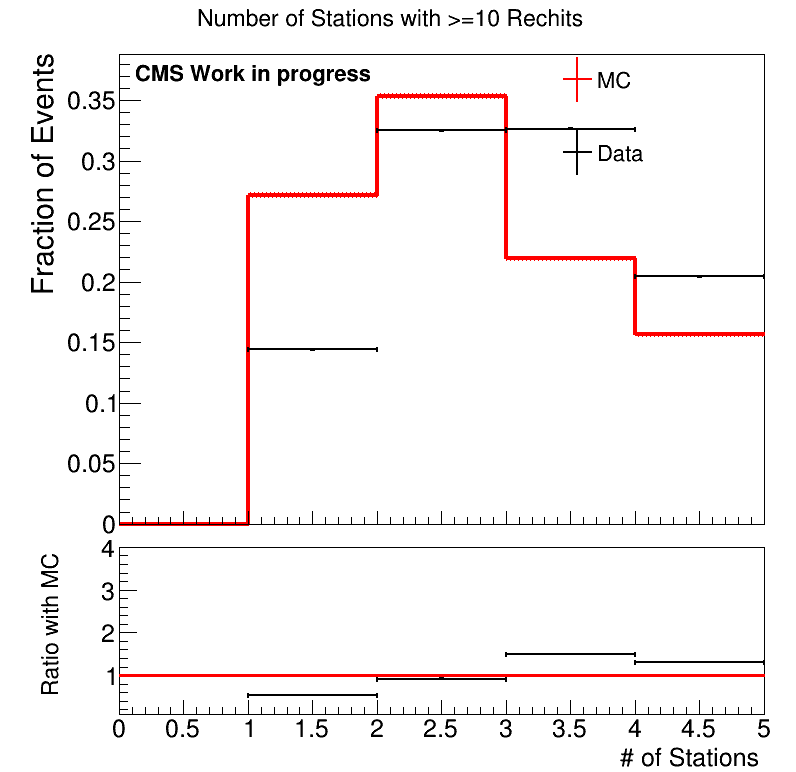 Number of Stations with >=10 Rechits
CMS Work in progress
MC
Data
Fraction of Events
0.35
0.3
0.25
0.2
0.15
0.1
0.05
0
Ratio with MC
4
3
2
1
0 0.5 1 1.5 2 2.5 3 3.5 4 4.5 5
# of Stations